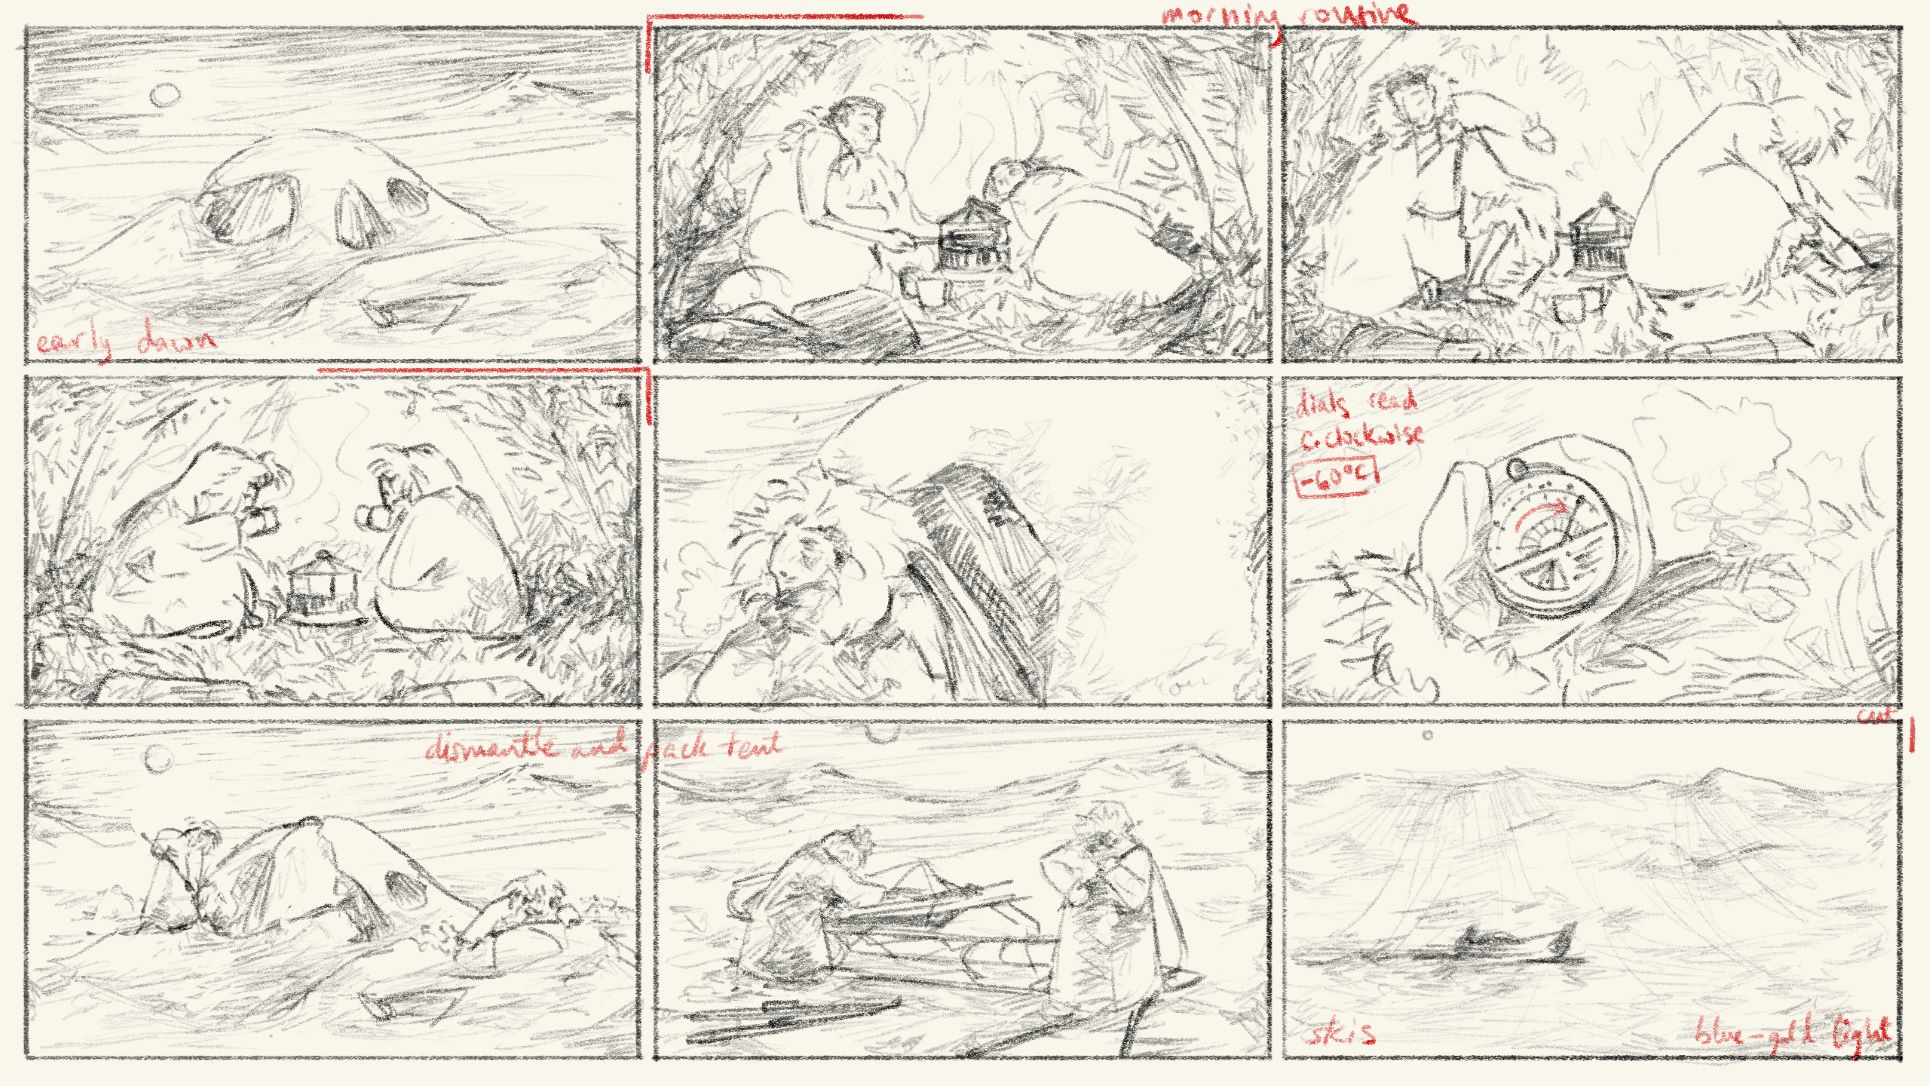 morning routine
early dawn
dials read
c.clockwise
-60°C
cut
dismantle and pack tent
skis
blue-gold light